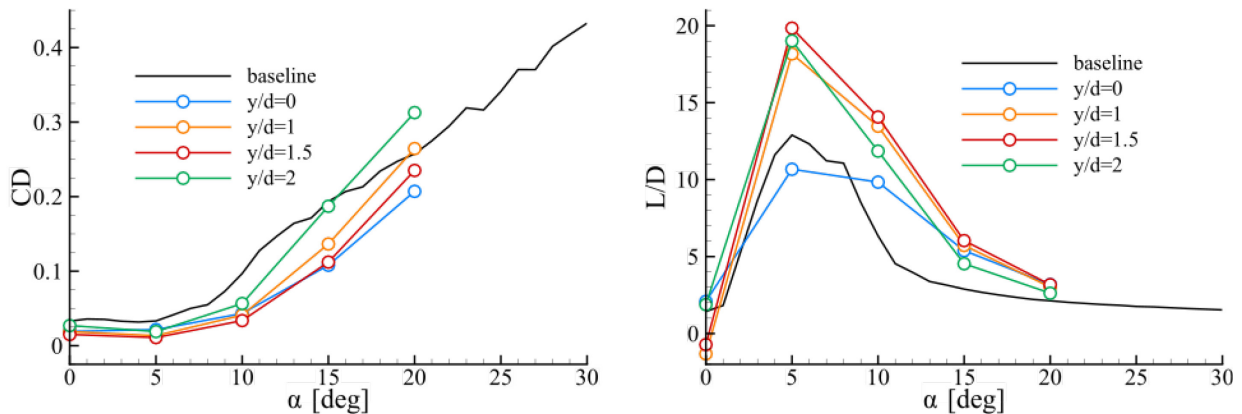 0.4
0.3
0.2
0.1
0
CD
baseline
y/d=0
y/d=1
y/d=1.5
y/d=2
0 5 10 15 20 25 30
α [deg]
20
15
10
5
0
L/D
baseline
y/d=0
y/d=1
y/d=1.5
y/d=2
0 5 10 15 20 25 30
α [deg]